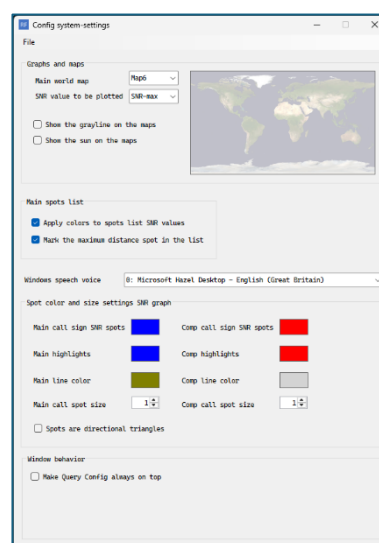 Config system-settings
File
Graphs and maps
Main world map Map6
SNR value to be plotted SNR-max
Show the grayline on the maps
Show the sun on the maps
Main spots list
Apply colors to spots list SNR values
Mark the maximum distance spot in the list
Windows speech voice 0: Microsoft Hazel Desktop - English (Great Britain)
Spot color and size settings SNR graph
Main call sign SNR spots Comp call sign SNR spots
Main highlights Comp highlights
Main line color Comp line color
Main call spot size 1 Comp call spot size 1
Spots are directional triangles
Window behavior
Make Query Config always on top